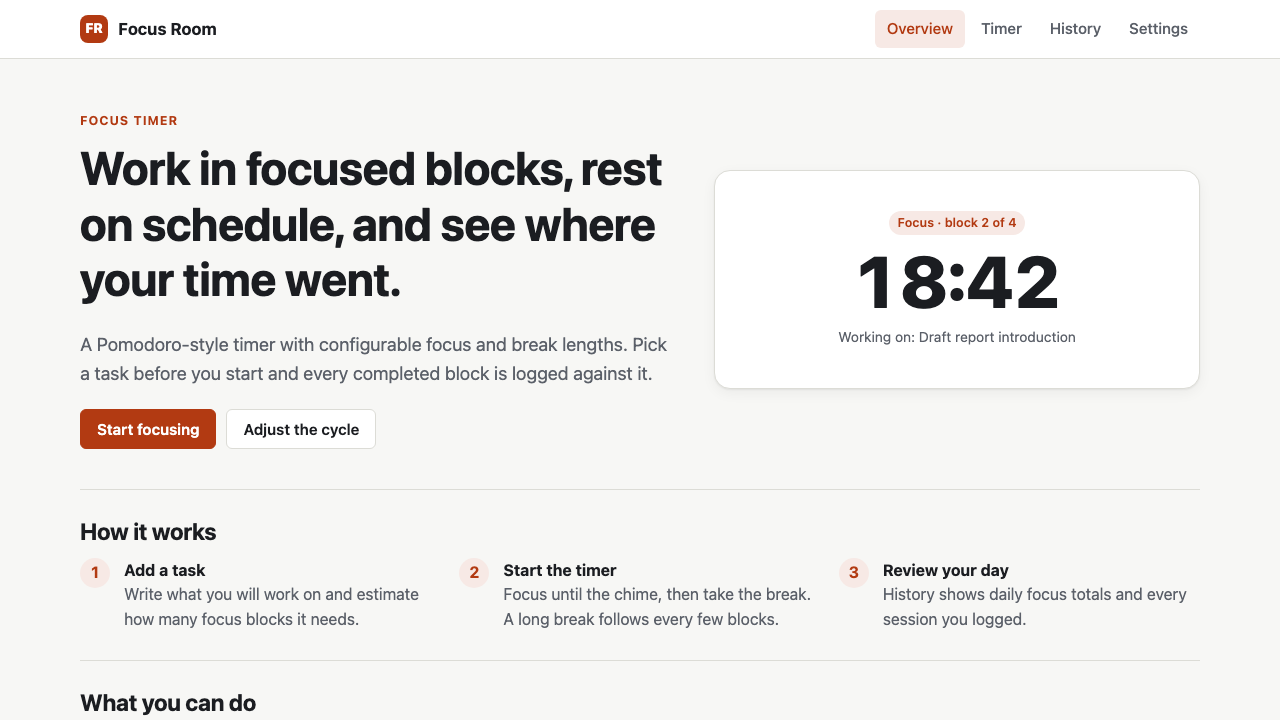 FR Focus Room
Overview Timer History Settings
FOCUS TIMER
Work in focused blocks, rest
on schedule, and see where
your time went.
A Pomodoro-style timer with configurable focus and break lengths. Pick
a task before you start and every completed block is logged against it.
Start focusing Adjust the cycle
Focus · block 2 of 4
18:42
Working on: Draft report introduction
How it works
1 Add a task
Write what you will work on and estimate
how many focus blocks it needs.
2 Start the timer
Focus until the chime, then take the break.
A long break follows every few blocks.
3 Review your day
History shows daily focus totals and every
session you logged.
What you can do